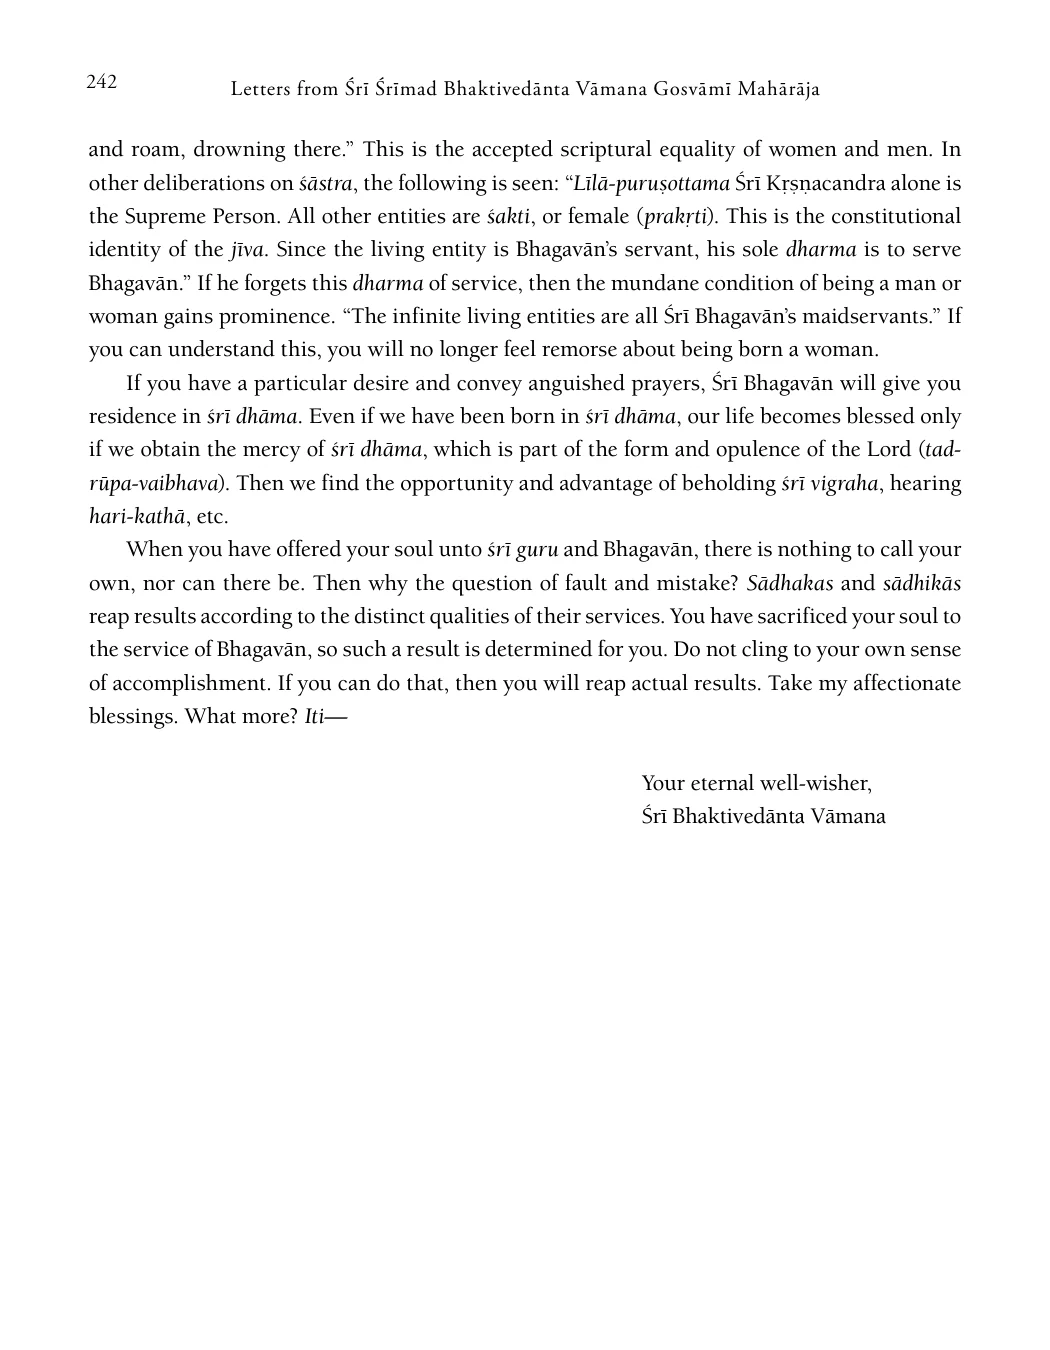 242
Letters from Śrī Śrīmad Bhaktivedānta Vāmana Gosvāmī Mahārāja
and roam, drowning there.” This is the accepted scriptural equality of women and men. In
other deliberations on śāstra, the following is seen: “Līlā-puruṣottama Śrī Kṛṣṇacandra alone is
the Supreme Person. All other entities are śakti, or female (prakṛti). This is the constitutional
identity of the jīva. Since the living entity is Bhagavān’s servant, his sole dharma is to serve
Bhagavān.” If he forgets this dharma of service, then the mundane condition of being a man or
woman gains prominence. “The infinite living entities are all Śrī Bhagavān’s maidservants.” If
you can understand this, you will no longer feel remorse about being born a woman.
If you have a particular desire and convey anguished prayers, Śrī Bhagavān will give you
residence in śrī dhāma. Even if we have been born in śrī dhāma, our life becomes blessed only
if we obtain the mercy of śrī dhāma, which is part of the form and opulence of the Lord (tad-
rūpa-vaibhava). Then we find the opportunity and advantage of beholding śrī vigraha, hearing
hari-kathā, etc.
When you have offered your soul unto śrī guru and Bhagavān, there is nothing to call your
own, nor can there be. Then why the question of fault and mistake? Sādhakas and sādhikās
reap results according to the distinct qualities of their services. You have sacrificed your soul to
the service of Bhagavān, so such a result is determined for you. Do not cling to your own sense
of accomplishment. If you can do that, then you will reap actual results. Take my affectionate
blessings. What more? Iti—
Your eternal well-wisher,
Śrī Bhaktivedānta Vāmana